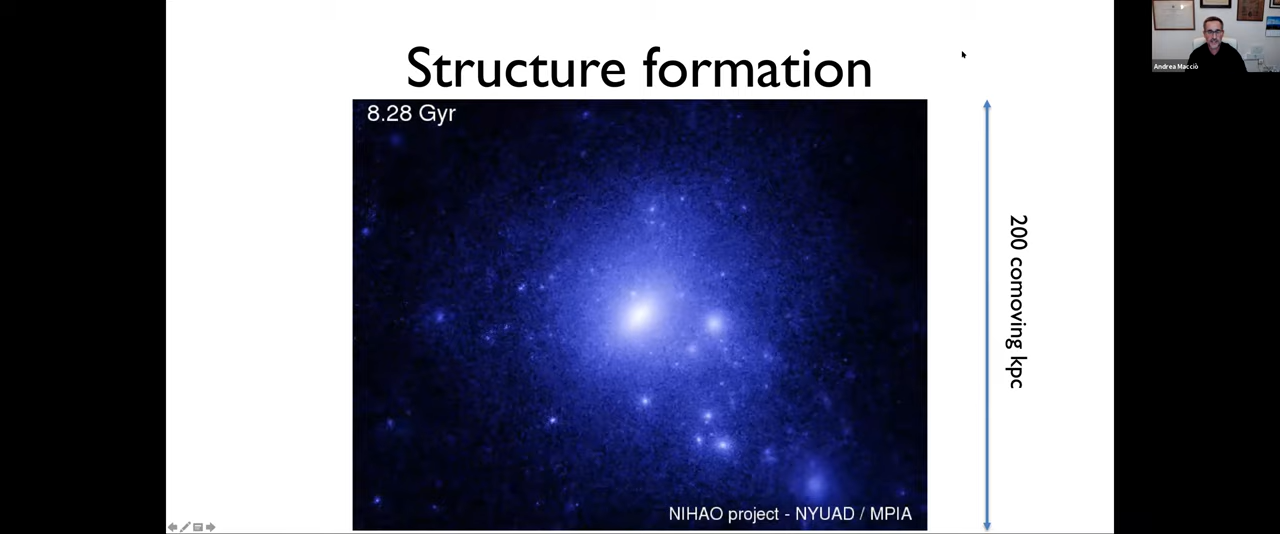 Structure formation
8.28 Gyr
200 comoving kpc
NIHAO project - NYUAD / MPIA
Andrea Macciò